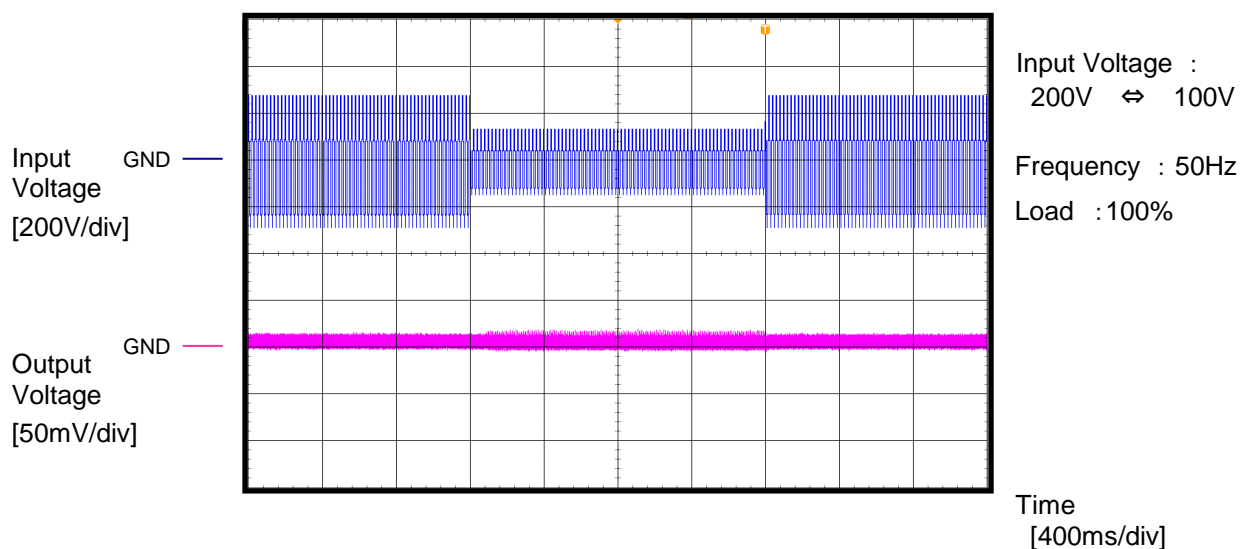 T
Input Voltage :
200V ⇔ 100V
Input GND
Voltage
[200V/div]
Frequency : 50Hz
Load :100%
GND
Output
Voltage
[50mV/div]
Time
[400ms/div]